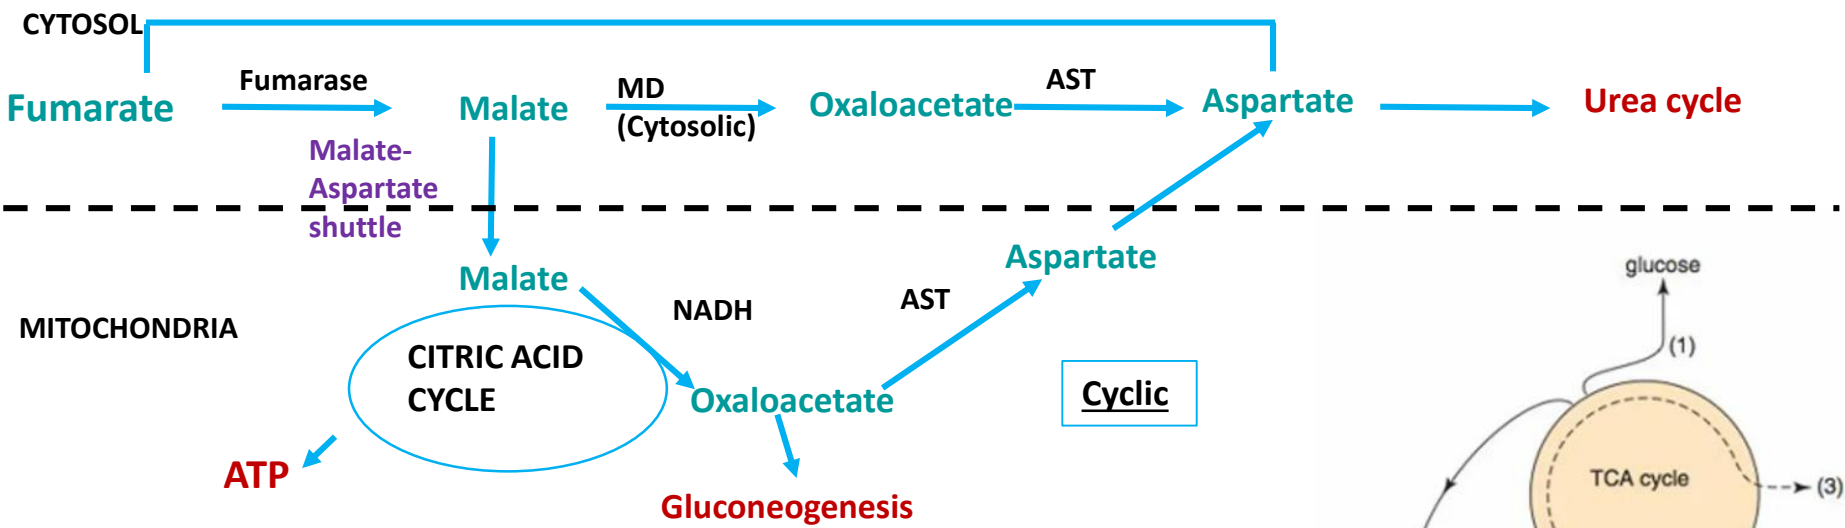 CYTOSOL
Fumarate
Fumarase
Malate
MD
(Cytosolic)
Oxaloacetate
AST
Aspartate
Urea cycle
Malate-
Aspartate
shuttle
Malate
Aspartate
MITOCHONDRIA
NADH
AST
CITRIC ACID
CYCLE
Oxaloacetate
Cyclic
ATP
Gluconeogenesis
glucose
(1)
TCA cycle
(3)